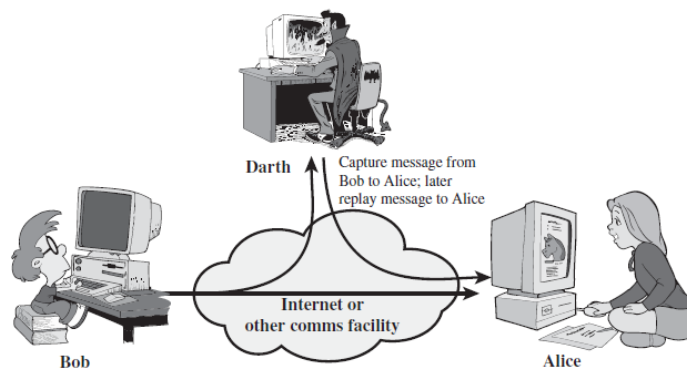 Darth
Capture message from
Bob to Alice; later
replay message to Alice
Internet or
other comms facility
Bob
Alice